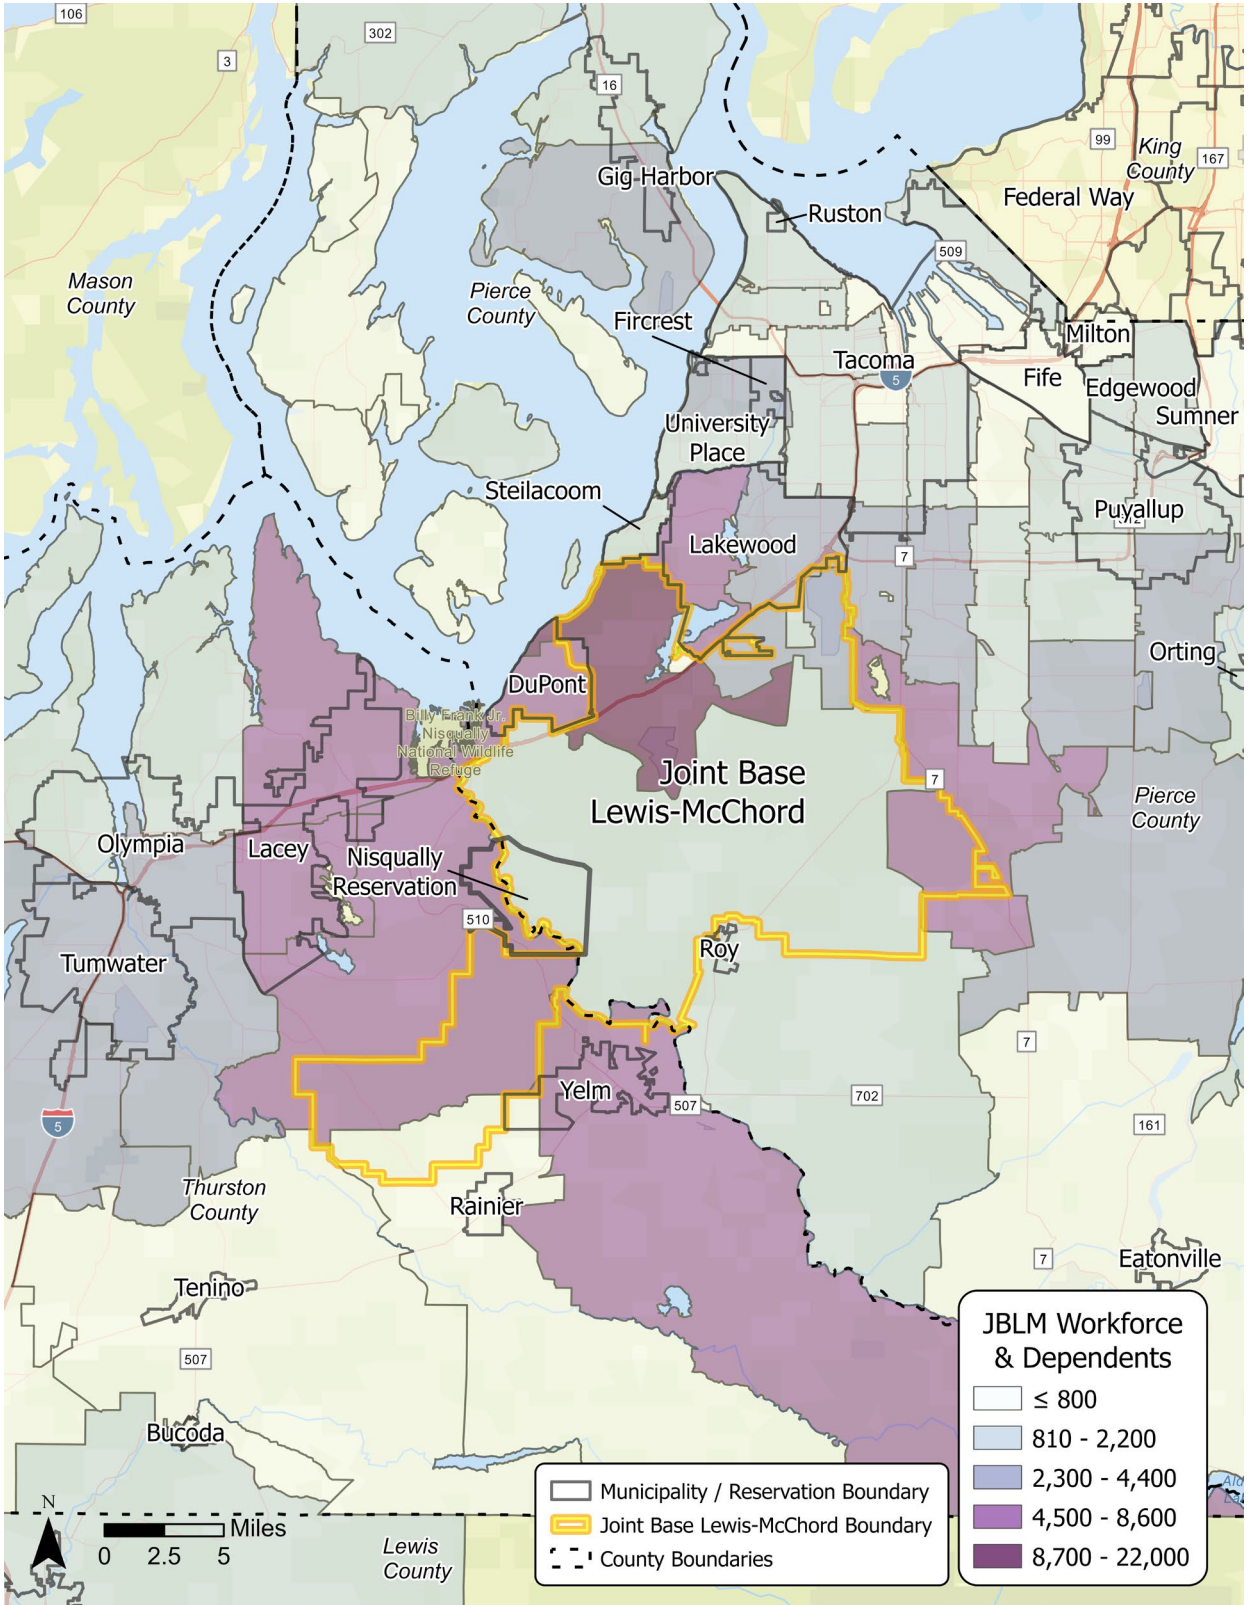 106
302
3
16
99
King
County
167
Gig Harbor
Federal Way
Ruston
509
Mason
County
Pierce
County
Fircrest
Milton
Tacoma
5
Fife
Edgewood
Sumner
University
Place
Steilacoom
Puyallup
Lakewood
7
Orting
DuPont
Billy Frank Jr.
Nisqually
National Wildlife
Refuge
Joint Base
Lewis-McChord
7
Pierce
County
Olympia
Lacey
Nisqually
Reservation
510
Roy
Tumwater
7
Yelm
507
702
161
5
Thurston
County
Rainier
7
Eatonville
Tenino
507
Bucoda
JBLM Workforce
& Dependents
≤ 800
810 - 2,200
2,300 - 4,400
4,500 - 8,600
8,700 - 22,000
Municipality / Reservation Boundary
Joint Base Lewis-McChord Boundary
County Boundaries
N
Miles
0 2.5 5
Lewis
County